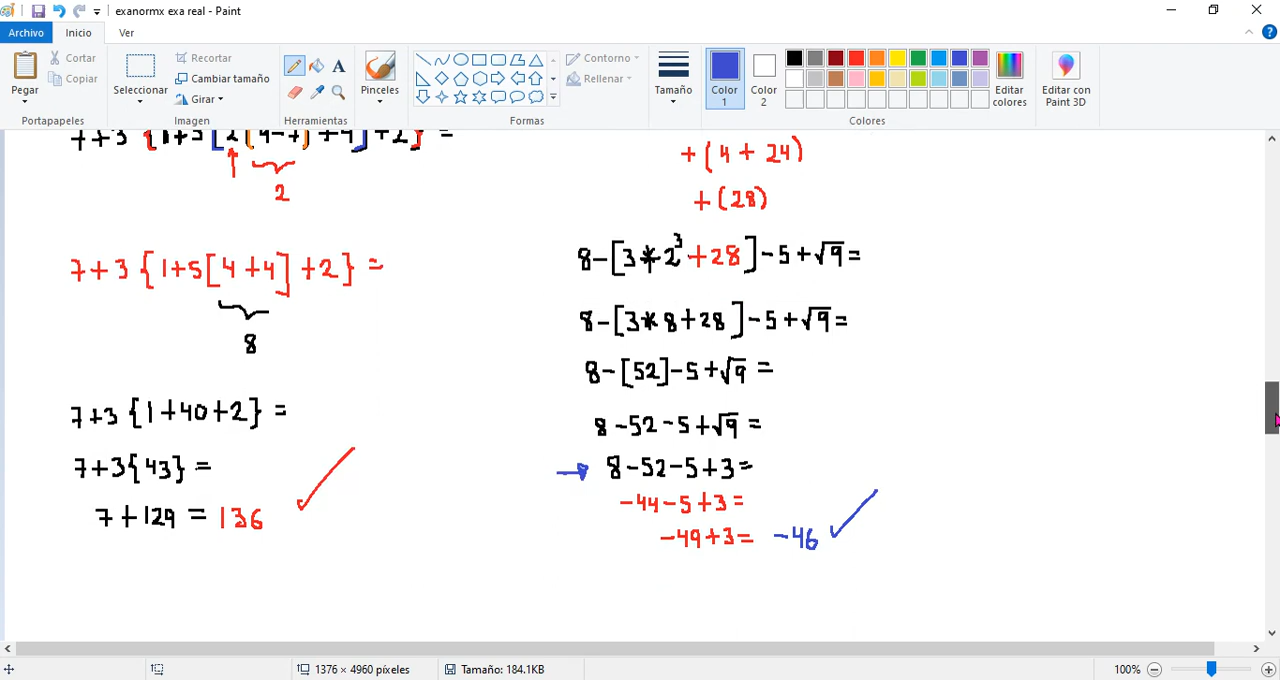 exanormx exa real - Paint
Archivo Inicio Ver
Pegar
Cortar
Copiar
Portapapeles
Seleccionar
Recortar
Cambiar tamaño
Girar
Imagen
A
Herramientas
Pinceles
Contorno
Rellenar
Formas
Tamaño
Color 1
Color 2
Editar colores
Editar con Paint 3D
Colores
2
7+3 {1+5[4+4]+2} =
8
7+3 {1+40+2} =
7+3{43} =
7+129 = 136
+(4+24)
+(28)
8-[3*2³+28]-5+√9=
8-[3*8+28]-5+√9=
8-[52]-5+√9 =
8-52-5+√9=
8-52-5+3=
-44-5+3=
-49+3= -46
1376 × 4960 píxeles
Tamaño: 184.1KB
100%